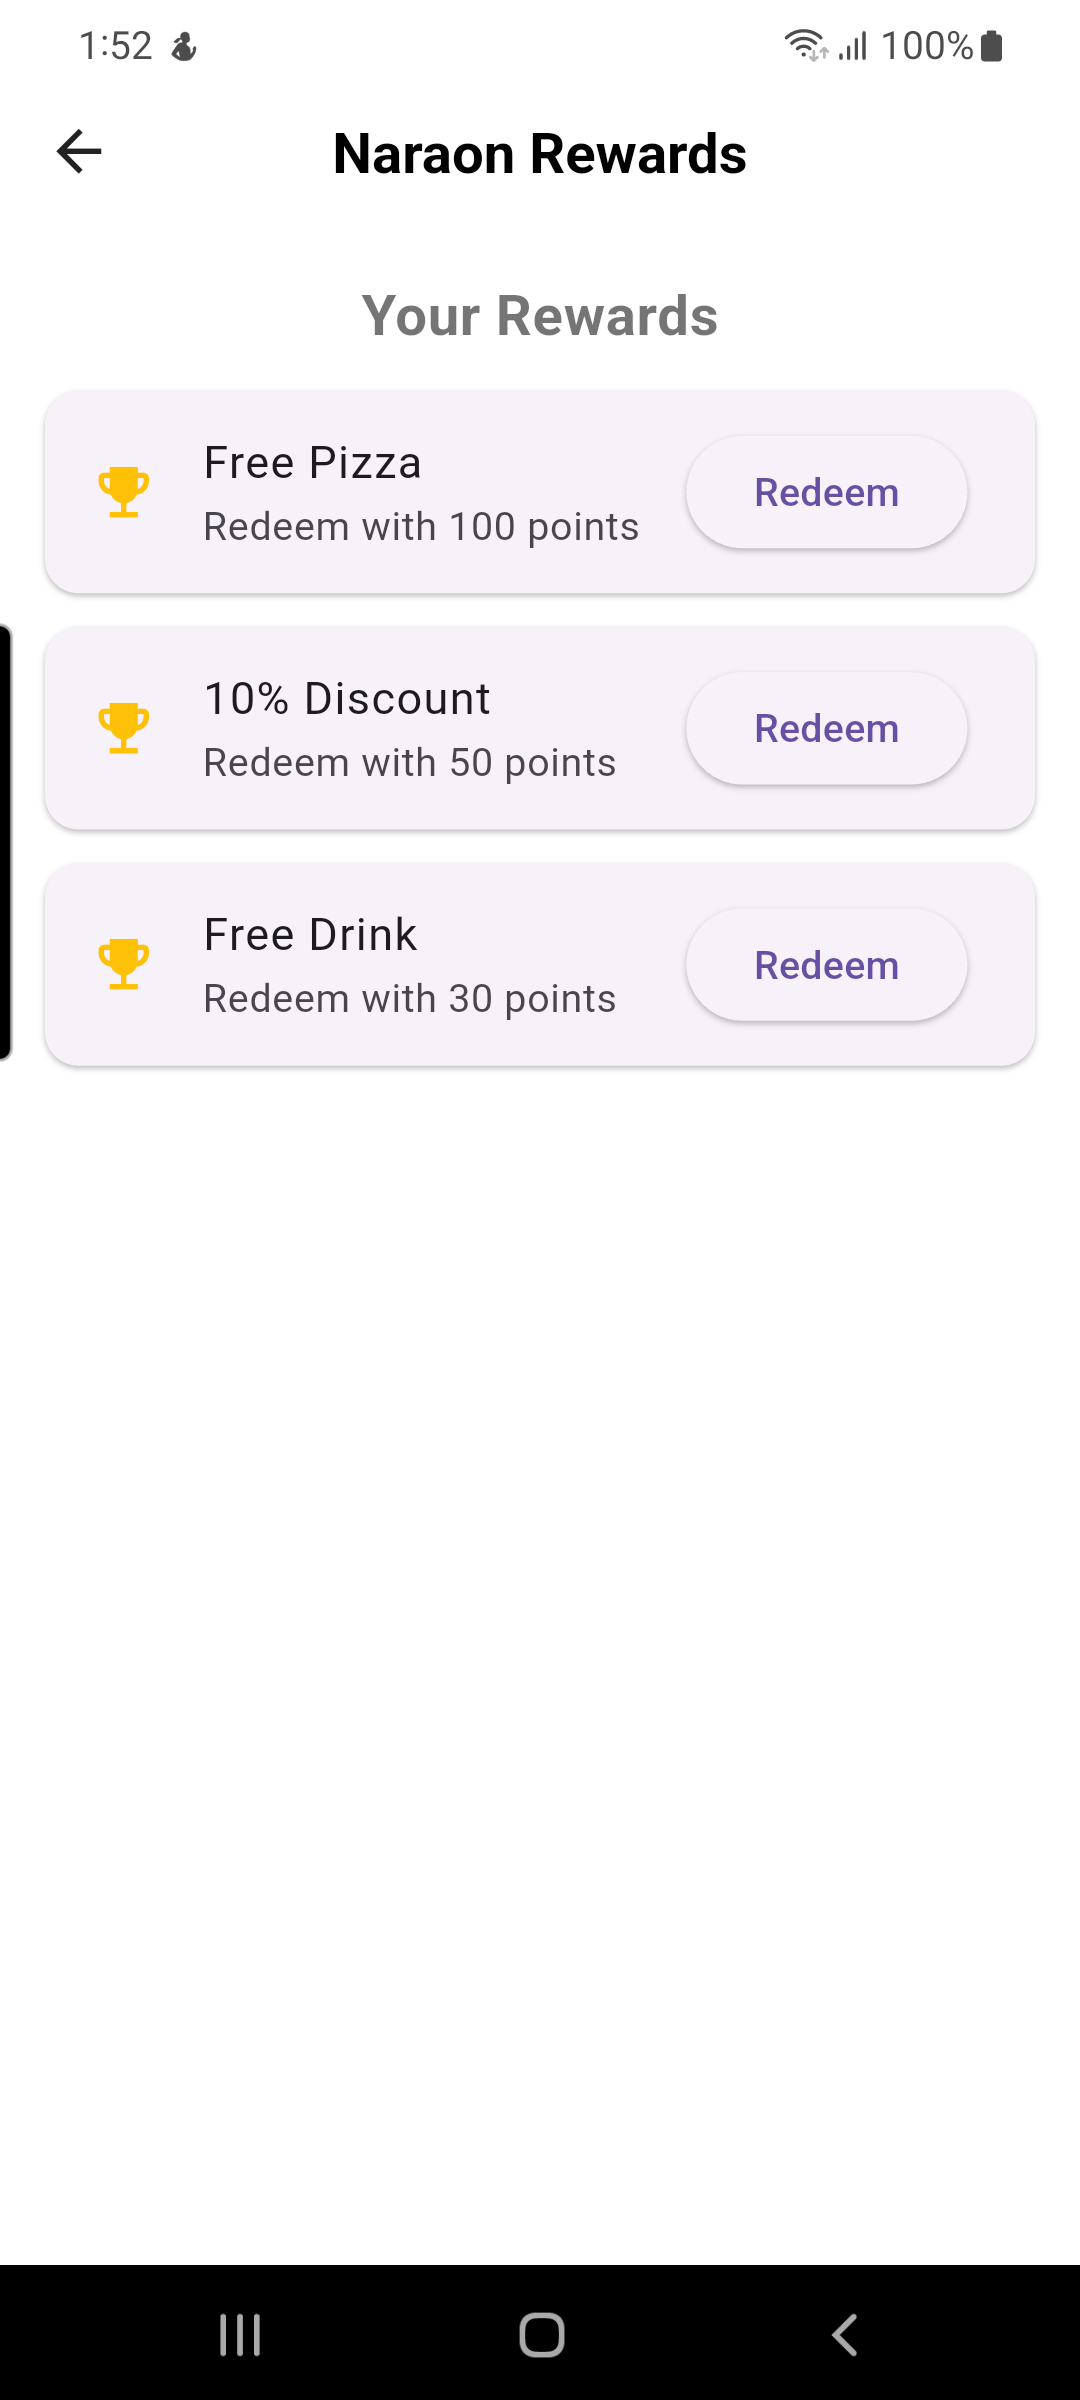 1:52 100%
Naraon Rewards
Your Rewards
Free Pizza
Redeem with 100 points
Redeem
10% Discount
Redeem with 50 points
Redeem
Free Drink
Redeem with 30 points
Redeem